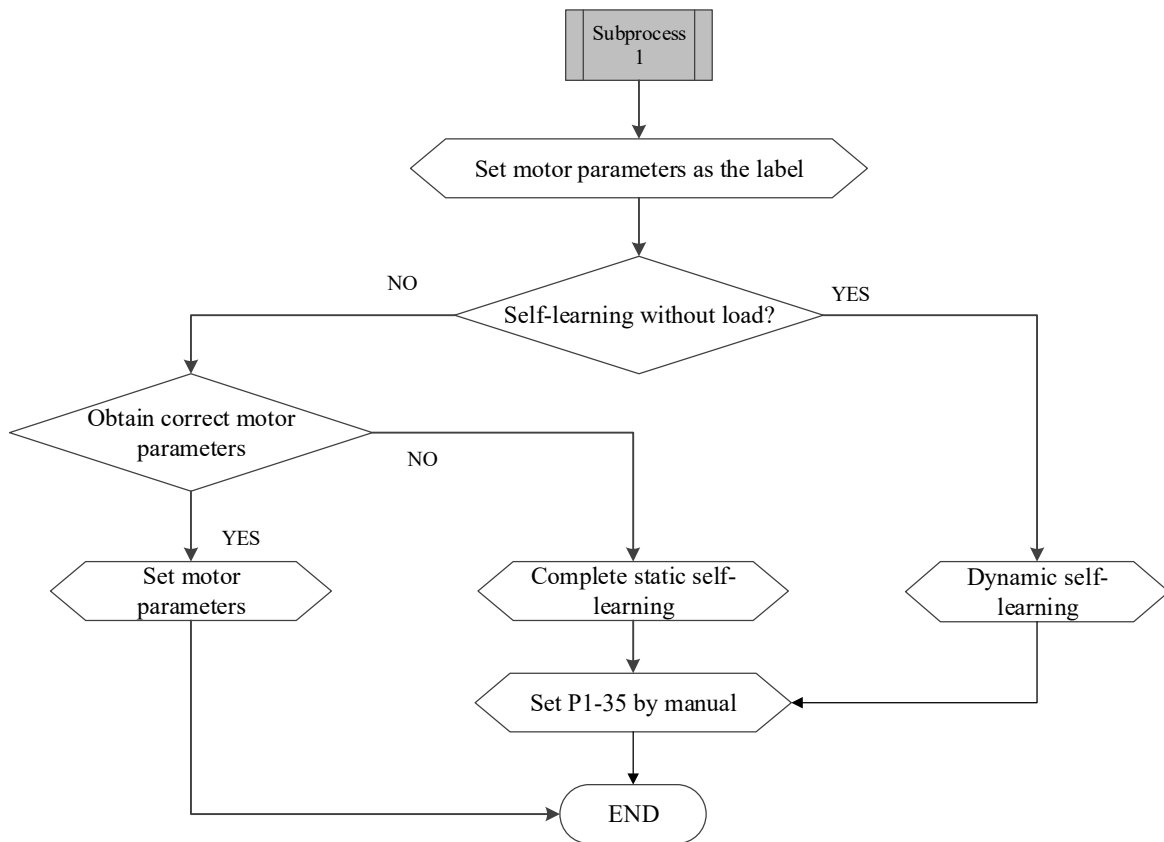 Subprocess
1
Set motor parameters as the label
NO
YES
Self-learning without load?
Obtain correct motor
parameters
NO
YES
Set motor
parameters
Complete static self-
learning
Dynamic self-
learning
Set P1-35 by manual
END